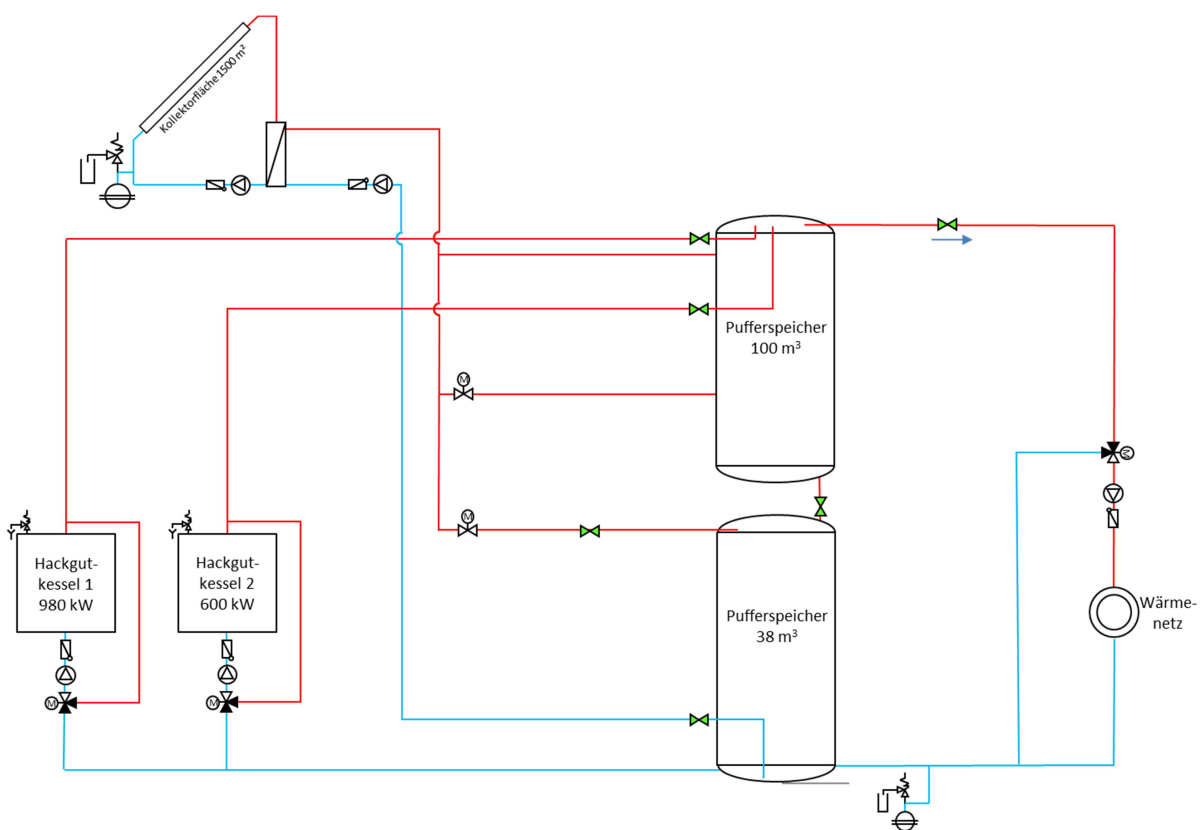 Kollektorfläche 1500 m²
Pufferspeicher
100 m³
M
M
M
Hackgut-
kessel 1
980 kW
Hackgut-
kessel 2
600 kW
Pufferspeicher
38 m³
Wärme-
netz
M
M